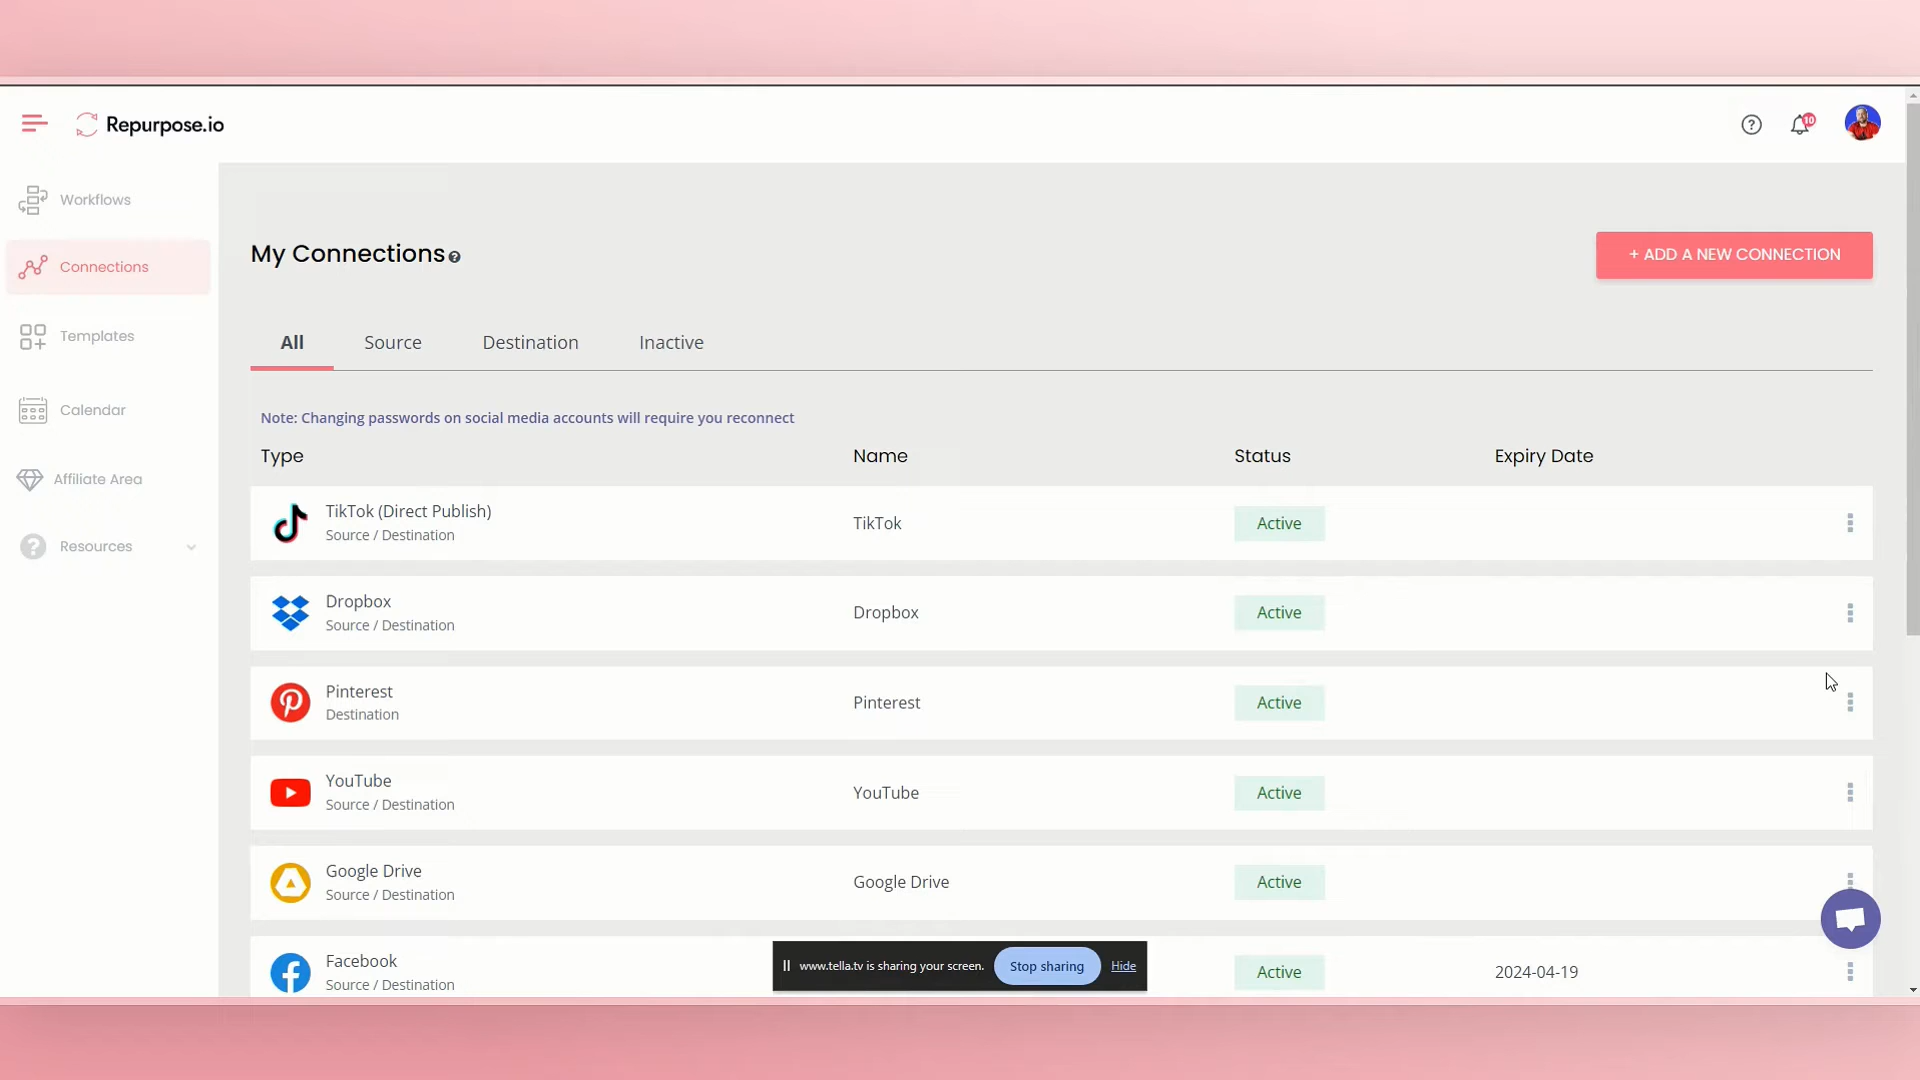 Repurpose.io
10
Workflows
Connections
Templates
Calendar
Affiliate Area
Resources
My Connections
+ ADD A NEW CONNECTION
All Source Destination Inactive
Note: Changing passwords on social media accounts will require you reconnect
Type Name Status Expiry Date
TikTok (Direct Publish)
Source / Destination
TikTok
Active
Dropbox
Source / Destination
Dropbox
Active
Pinterest
Destination
Pinterest
Active
YouTube
Source / Destination
YouTube
Active
Google Drive
Source / Destination
Google Drive
Active
Facebook
Source / Destination
Active
2024-04-19
www.tella.tv is sharing your screen. Stop sharing Hide